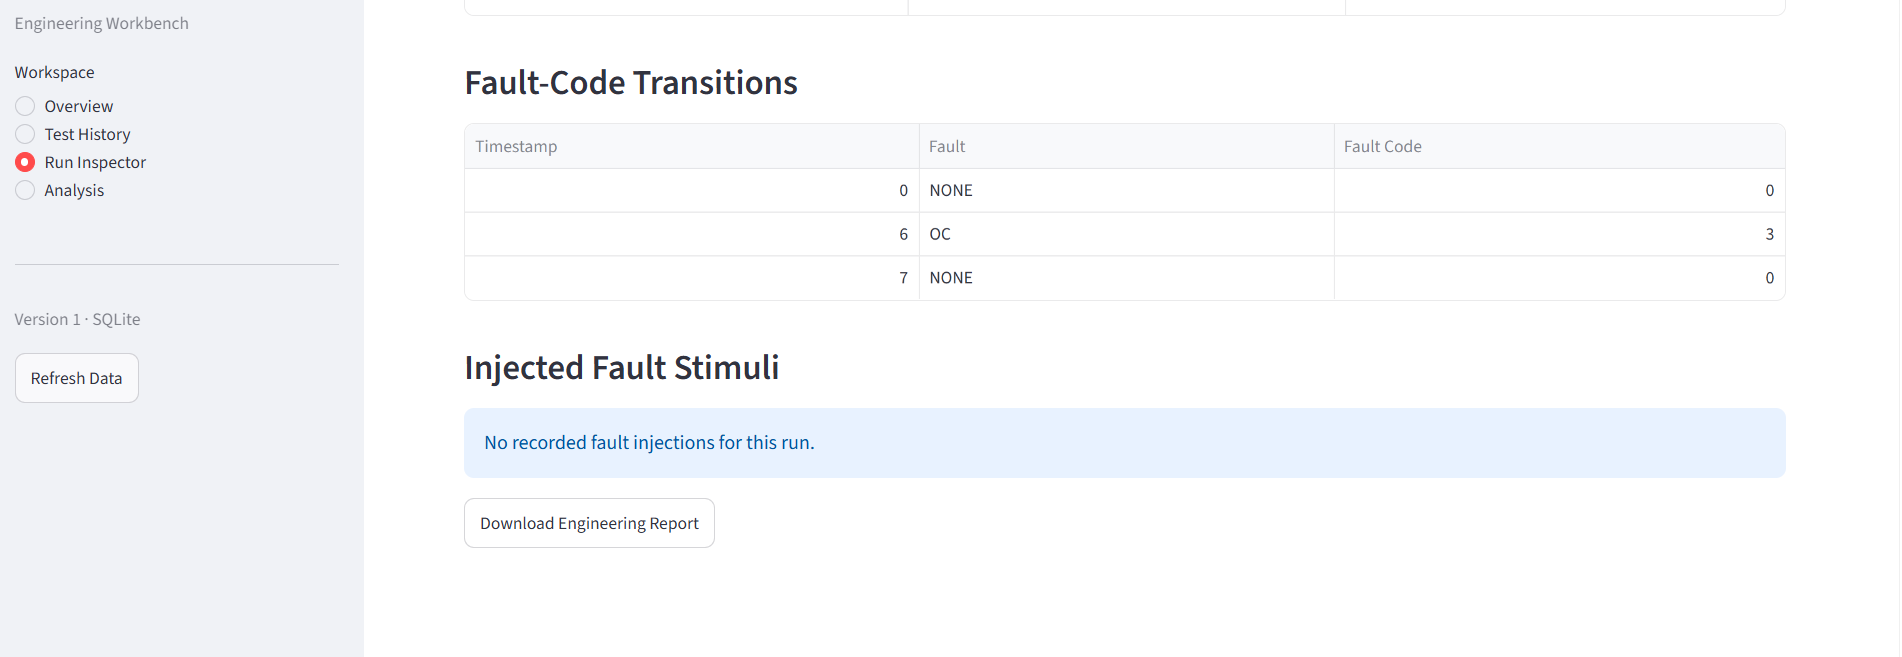 Engineering Workbench
Workspace
Overview
Test History
Run Inspector
Analysis
Version 1 · SQLite
Refresh Data
Fault-Code Transitions
Timestamp Fault Fault Code
0 NONE 0
6 OC 3
7 NONE 0
Injected Fault Stimuli
No recorded fault injections for this run.
Download Engineering Report